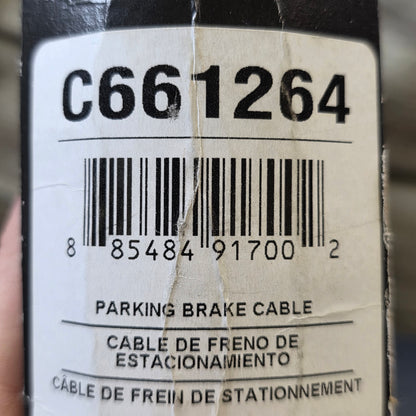 C661264
8 85484 91700 2
PARKING BRAKE CABLE
CABLE DE FRENO DE
ESTACIONAMIENTO
CÂBLE DE FREIN DE STATIONNEMENT